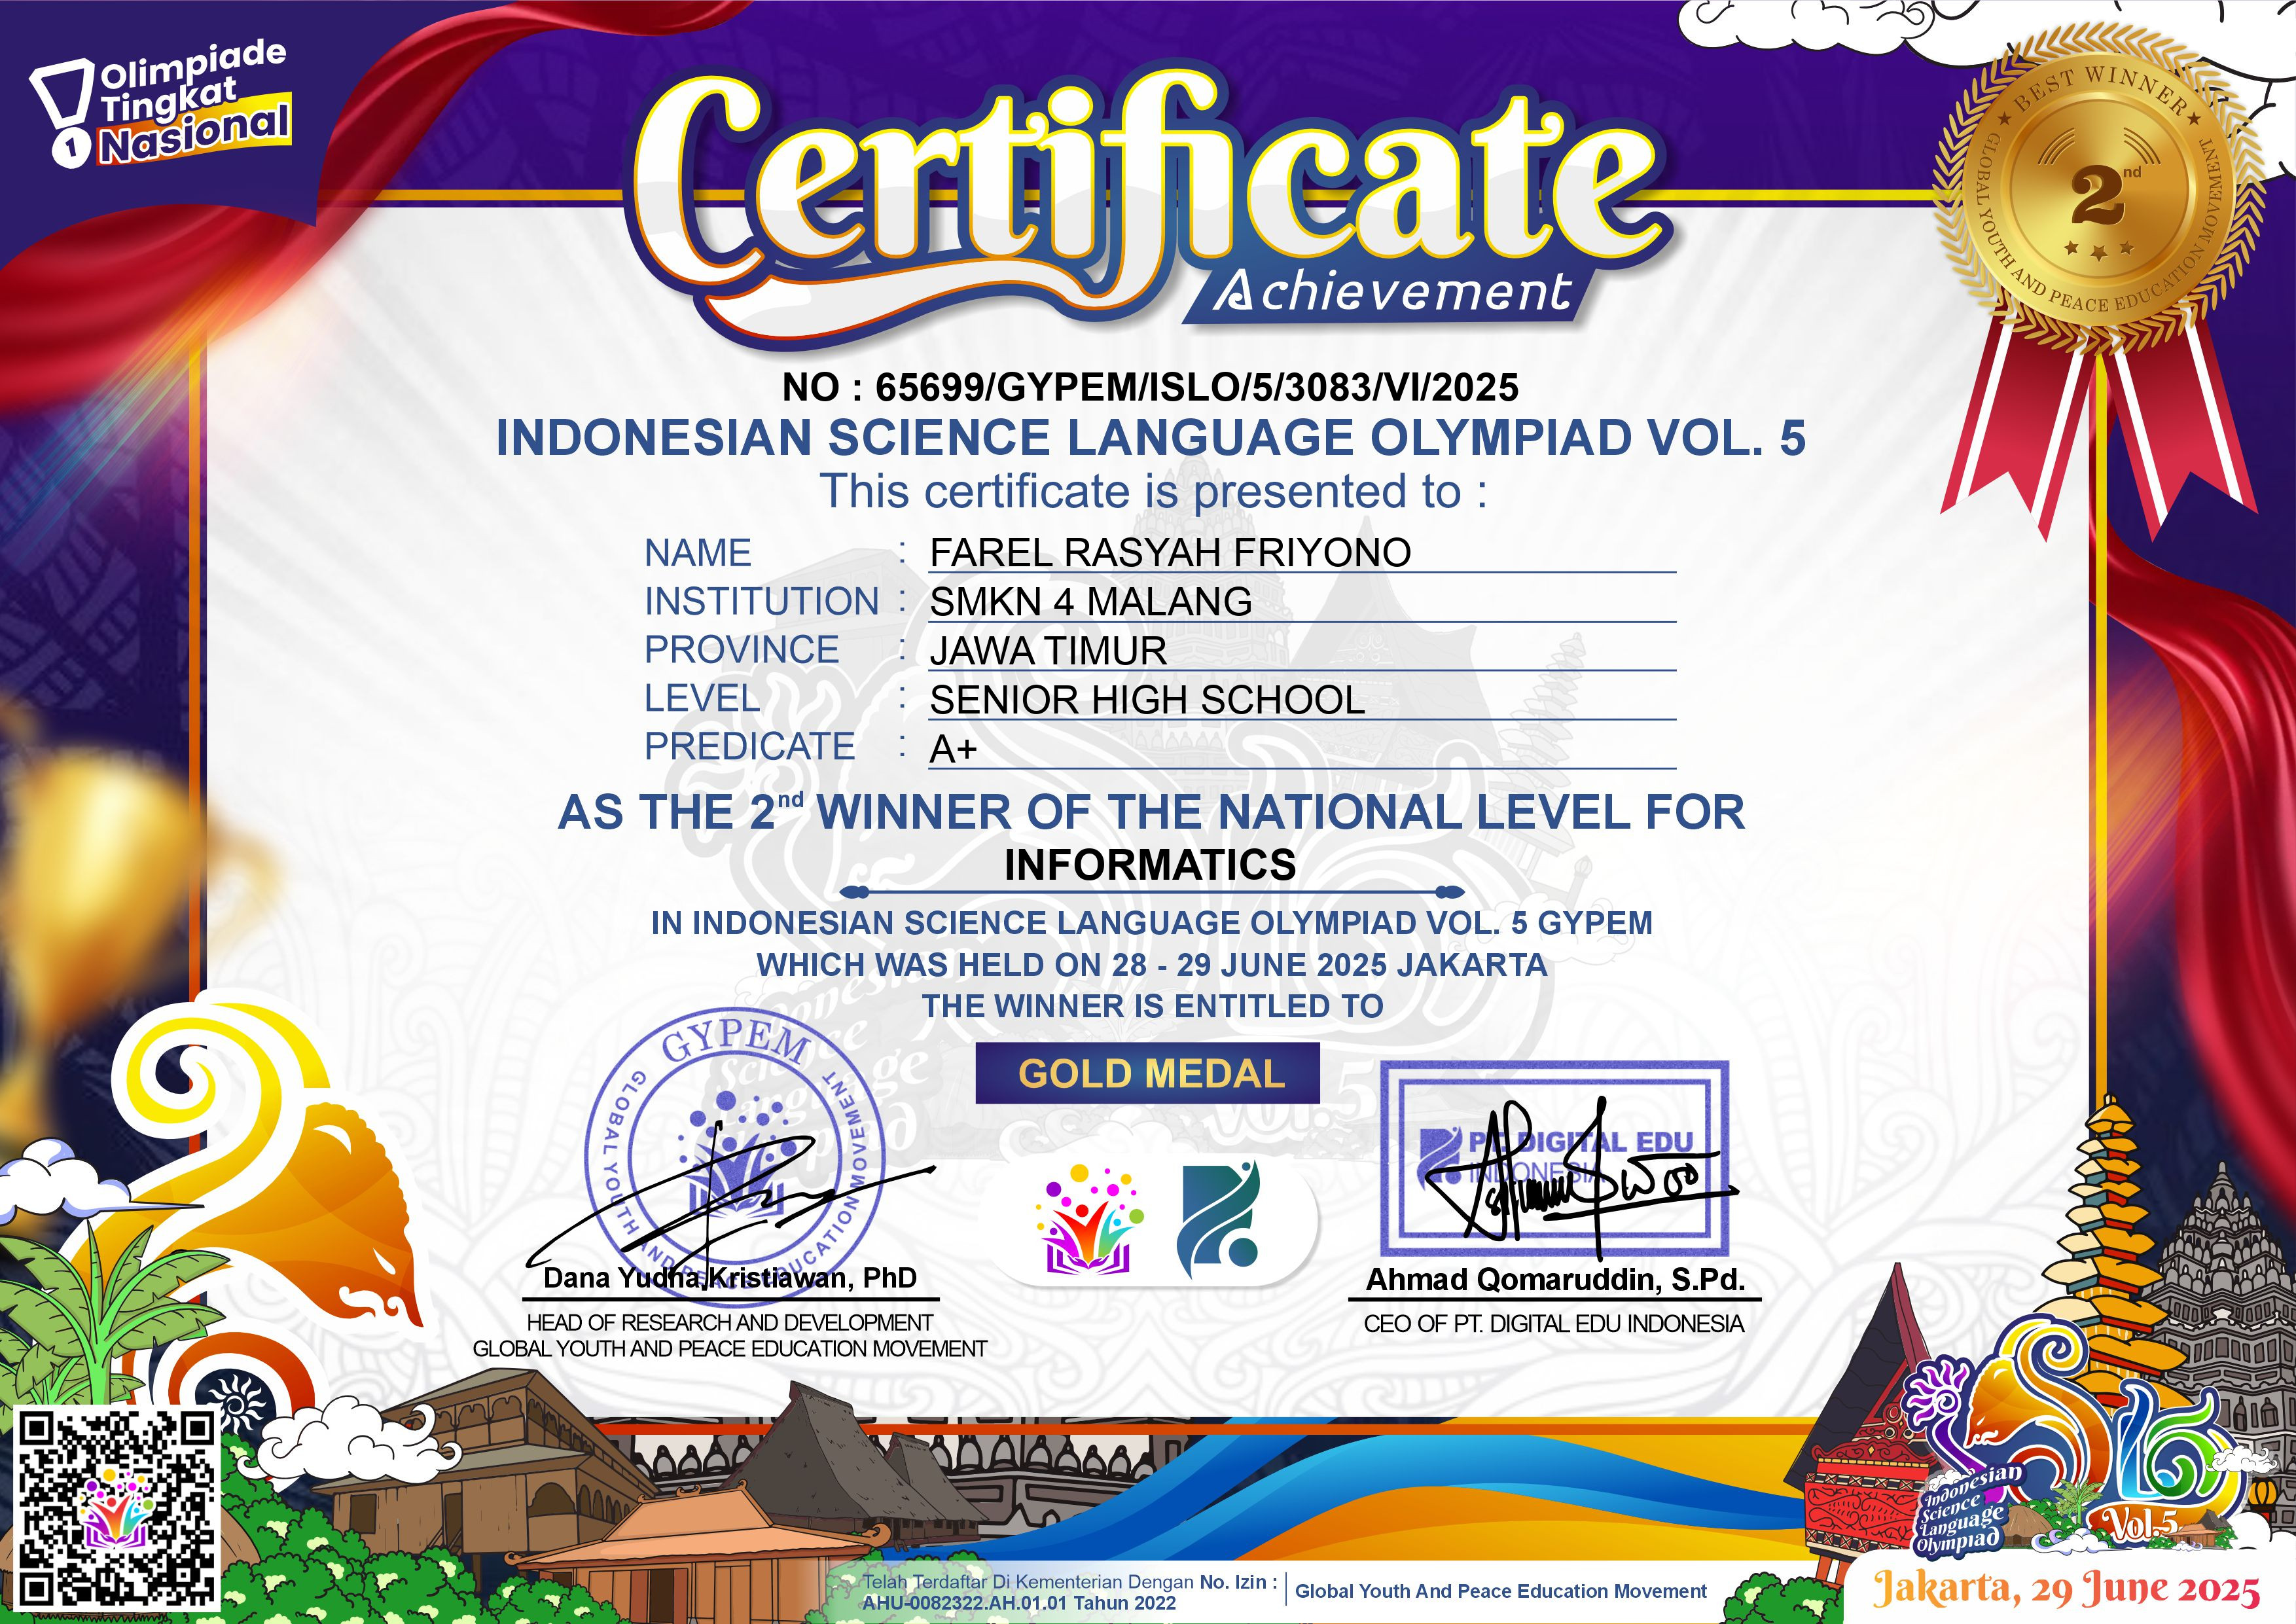 Olimpiade
Tingkat
1 Nasional
Certificate
Achievement
BEST WINNER
GLOBAL YOUTH AND PEACE EDUCATION MOVEMENT
2nd
NO : 65699/GYPEM/ISLO/5/3083/VI/2025
INDONESIAN SCIENCE LANGUAGE OLYMPIAD VOL. 5
This certificate is presented to :
NAME : FAREL RASYAH FRIYONO
INSTITUTION : SMKN 4 MALANG
PROVINCE : JAWA TIMUR
LEVEL : SENIOR HIGH SCHOOL
PREDICATE : A+
AS THE 2nd WINNER OF THE NATIONAL LEVEL FOR
INFORMATICS
IN INDONESIAN SCIENCE LANGUAGE OLYMPIAD VOL. 5 GYPEM
WHICH WAS HELD ON 28 - 29 JUNE 2025 JAKARTA
THE WINNER IS ENTITLED TO
GOLD MEDAL
GYPEM
GLOBAL YOUTH AND PEACE EDUCATION MOVEMENT
PT. DIGITAL EDU
INDONESIA
Dana Yudha Kristiawan, PhD
HEAD OF RESEARCH AND DEVELOPMENT
GLOBAL YOUTH AND PEACE EDUCATION MOVEMENT
Ahmad Qomaruddin, S.Pd.
CEO OF PT. DIGITAL EDU INDONESIA
Indonesian
Science
Language
Olympiad
Vol.5
Telah Terdaftar Di Kementerian Dengan No. Izin :
AHU-0082322.AH.01.01 Tahun 2022
Global Youth And Peace Education Movement
Jakarta, 29 June 2025